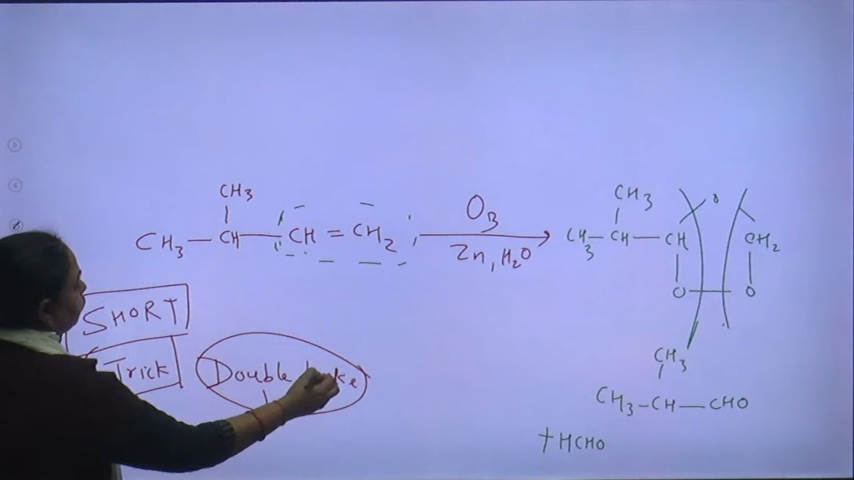 CH3
CH3—CH—CH=CH2
O3
Zn, H2O
CH3
CH3—CH—CH
CH2
O—O
SHORT
Trick
Double
CH3
CH3—CH—CHO
+HCHO